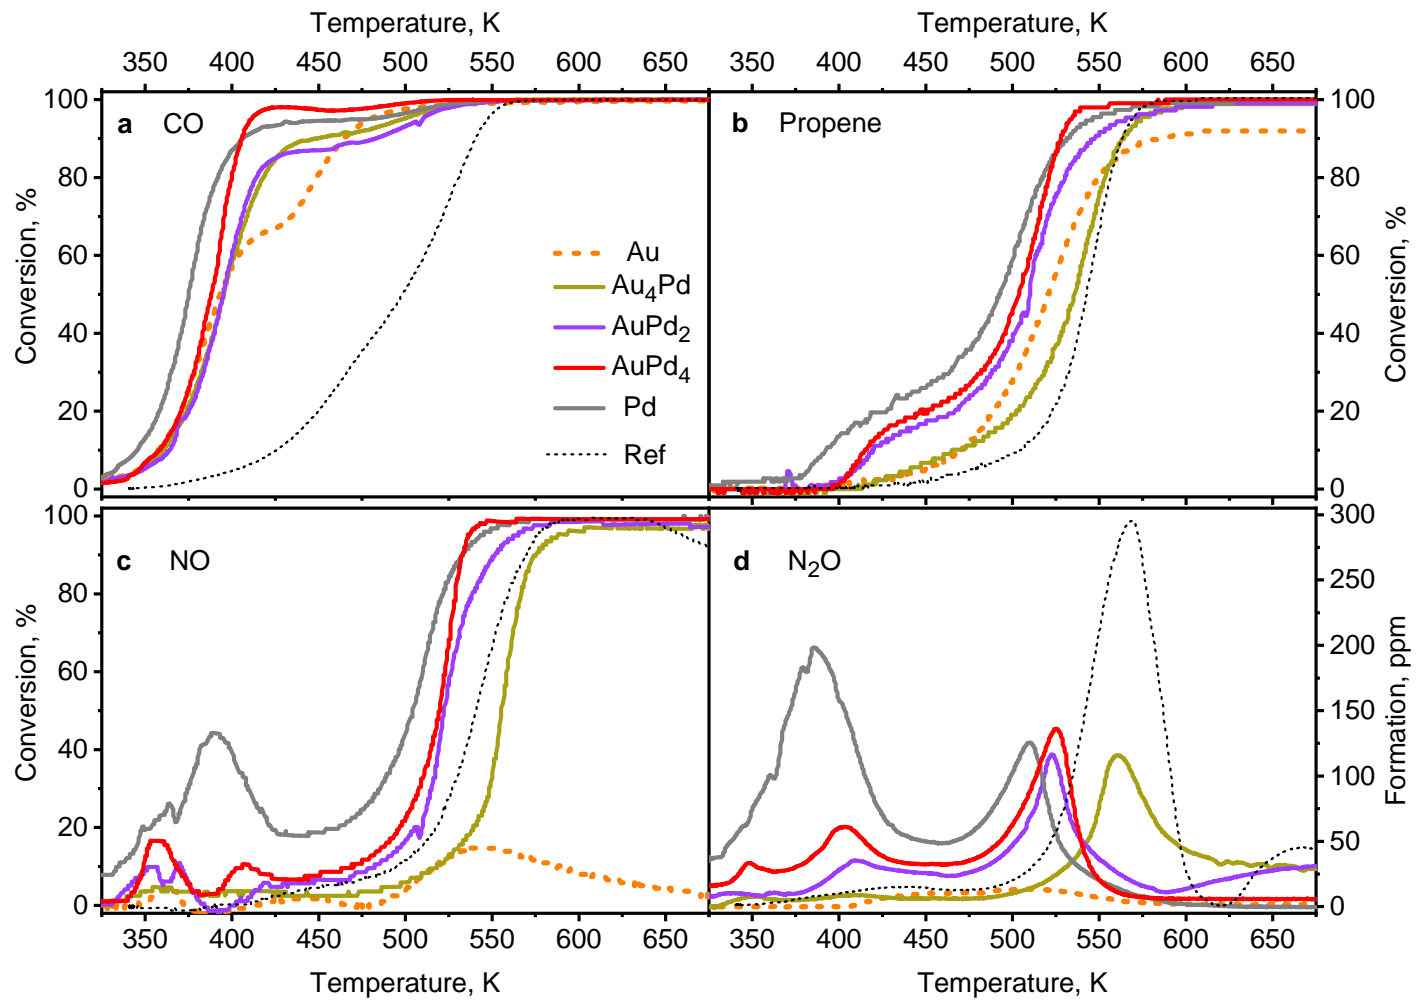 Temperature, K
Temperature, K
350 400 450 500 550 600 650
350 400 450 500 550 600 650
100
80
60
40
20
0
Conversion, %
a CO
Au
Au4Pd
AuPd2
AuPd4
Pd
Ref
b Propene
100
80
60
40
20
0
Conversion, %
100
80
60
40
20
0
Conversion, %
c NO
d N2O
300
250
200
150
100
50
0
Formation, ppm
350 400 450 500 550 600 650
350 400 450 500 550 600 650
Temperature, K
Temperature, K